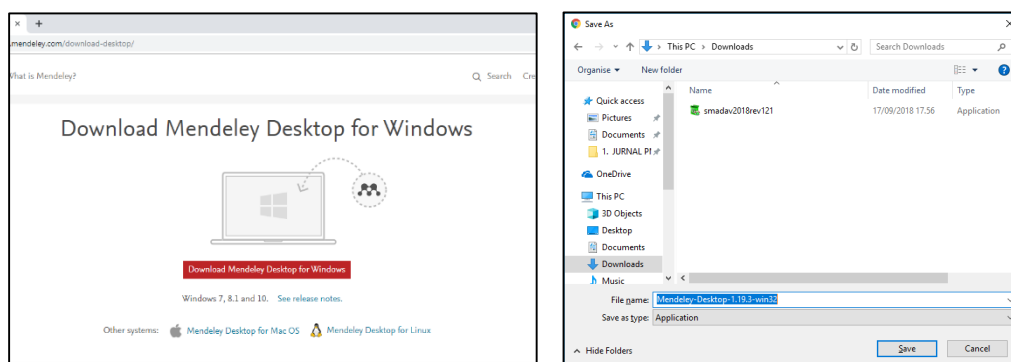 × +
.mendeley.com/download-desktop/
What is Mendeley?
Search Cre
Download Mendeley Desktop for Windows
Download Mendeley Desktop for Windows
Windows 7, 8.1 and 10. See release notes.
Other systems: Mendeley Desktop for Mac OS Mendeley Desktop for Linux
Save As
This PC > Downloads
Search Downloads
Organise New folder
Name Date modified Type
smadav2018rev121 17/09/2018 17.56 Application
Quick access
Pictures
Documents
1. JURNAL PI
OneDrive
This PC
3D Objects
Desktop
Documents
Downloads
Music
File name: Mendeley-Desktop-1.19.3-win32
Save as type: Application
Hide Folders
Save Cancel